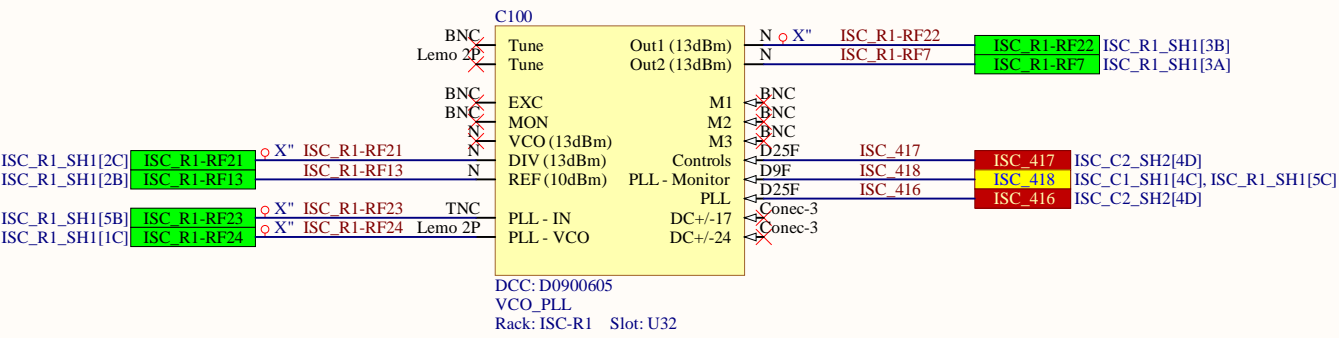 C100
BNC Tune Out1 (13dBm) N X" ISC_R1-RF22 ISC_R1-RF22 ISC_R1_SH1[3B]
Lemo 2P Tune Out2 (13dBm) N ISC_R1-RF7 ISC_R1-RF7 ISC_R1_SH1[3A]
BNC EXC M1 BNC
BNC MON M2 BNC
N VCO (13dBm) M3 BNC
ISC_R1_SH1[2C] ISC_R1-RF21 X" ISC_R1-RF21 N DIV (13dBm) Controls D25F ISC_417 ISC_417 ISC_C2_SH2[4D]
ISC_R1_SH1[2B] ISC_R1-RF13 ISC_R1-RF13 N REF (10dBm) PLL - Monitor D9F ISC_418 ISC_418 ISC_C1_SH1[4C], ISC_R1_SH1[5C]
PLL D25F ISC_416 ISC_416 ISC_C2_SH2[4D]
ISC_R1_SH1[5B] ISC_R1-RF23 X" ISC_R1-RF23 TNC PLL - IN DC+/-17 Conec-3
ISC_R1_SH1[1C] ISC_R1-RF24 X" ISC_R1-RF24 Lemo 2P PLL - VCO DC+/-24 Conec-3
DCC: D0900605
VCO_PLL
Rack: ISC-R1 Slot: U32